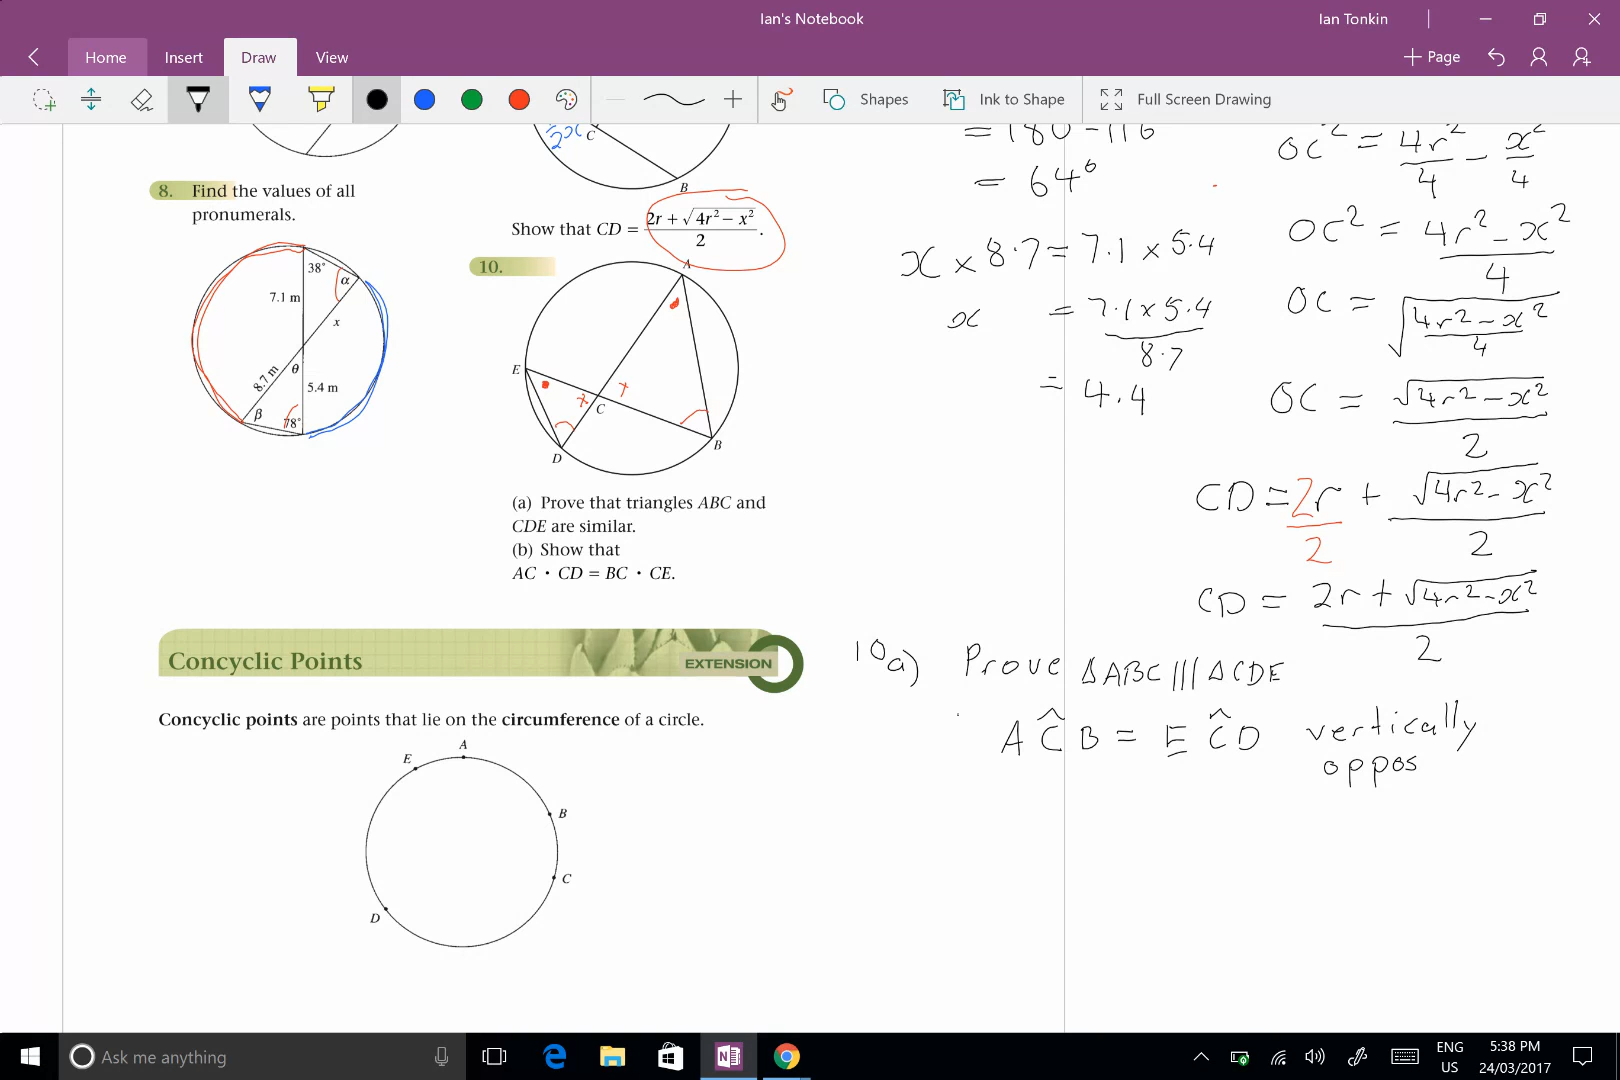 Ian's Notebook
Ian Tonkin
Home
Insert
Draw
View
Page
Shapes
Ink to Shape
Full Screen Drawing
½x C
B
8. Find the values of all
pronumerals.
38°
α
7.1 m
x
8.7 m
θ
5.4 m
β
78°
Show that CD = (2r + √(4r² − x²))/2.
10.
A
E
C
D
B
(a) Prove that triangles ABC and
CDE are similar.
(b) Show that
AC · CD = BC · CE.
Concyclic Points
EXTENSION
Concyclic points are points that lie on the circumference of a circle.
A
E
B
C
D
= 180 - 116
= 64°
x × 8.7 = 7.1 × 5.4
x = (7.1 × 5.4)/8.7
= 4.4
OC² = 4r²/4 - x²/4
OC² = (4r² - x²)/4
OC = √((4r² - x²)/4)
OC = √(4r² - x²)/2
CD = 2r/2 + √(4r² - x²)/2
CD = (2r + √(4r² - x²))/2
10a) Prove ΔABC ||| ΔCDE
AĈB = EĈD vertically
oppos
Ask me anything
ENG
US
5:38 PM
24/03/2017